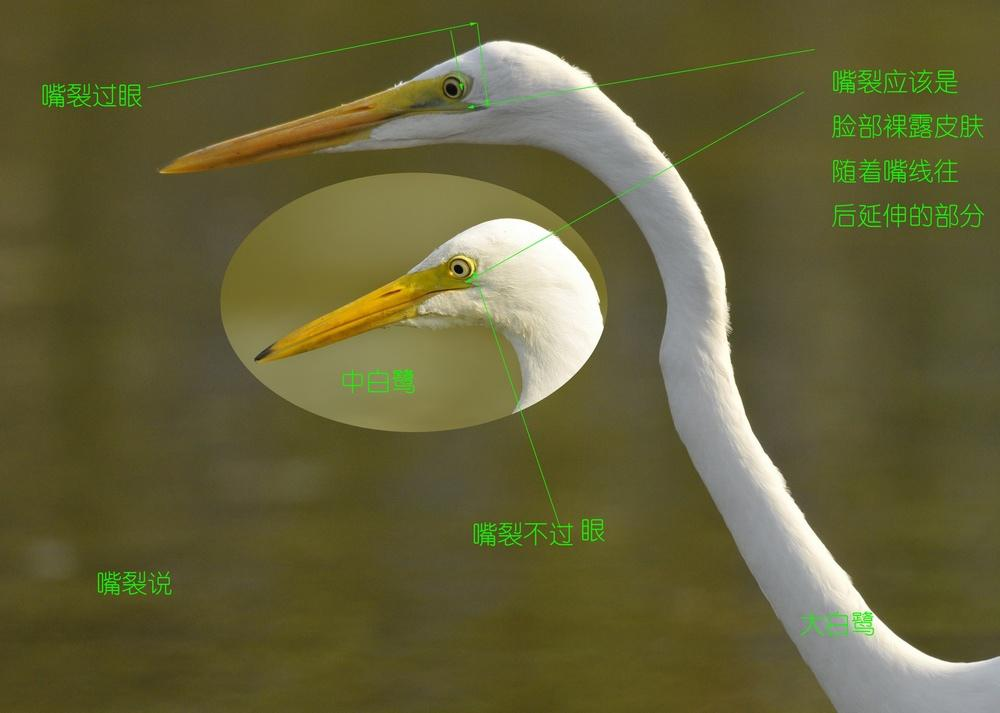 嘴裂过眼
嘴裂应该是
脸部裸露皮肤
随着嘴线往
后延伸的部分
中白鹭
嘴裂不过眼
嘴裂说
大白鹭